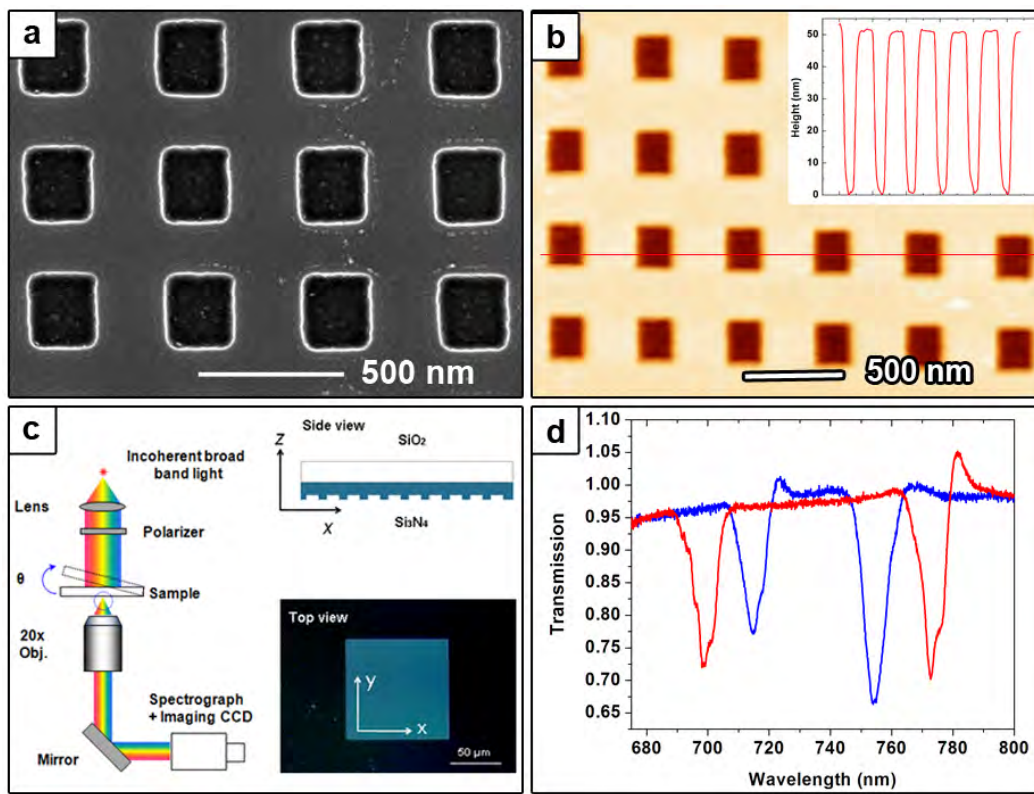 a
500 nm
b
Height (nm)
50
40
30
20
10
0
500 nm
c
Incoherent broad
band light
Lens
Polarizer
θ
Sample
20x
Obj.
Spectrograph
+ Imaging CCD
Mirror
Side view
Z
SiO₂
X
Si₃N₄
Top view
y
x
50 µm
d
Transmission
1.10
1.05
1.00
0.95
0.90
0.85
0.80
0.75
0.70
0.65
680 700 720 740 760 780 800
Wavelength (nm)